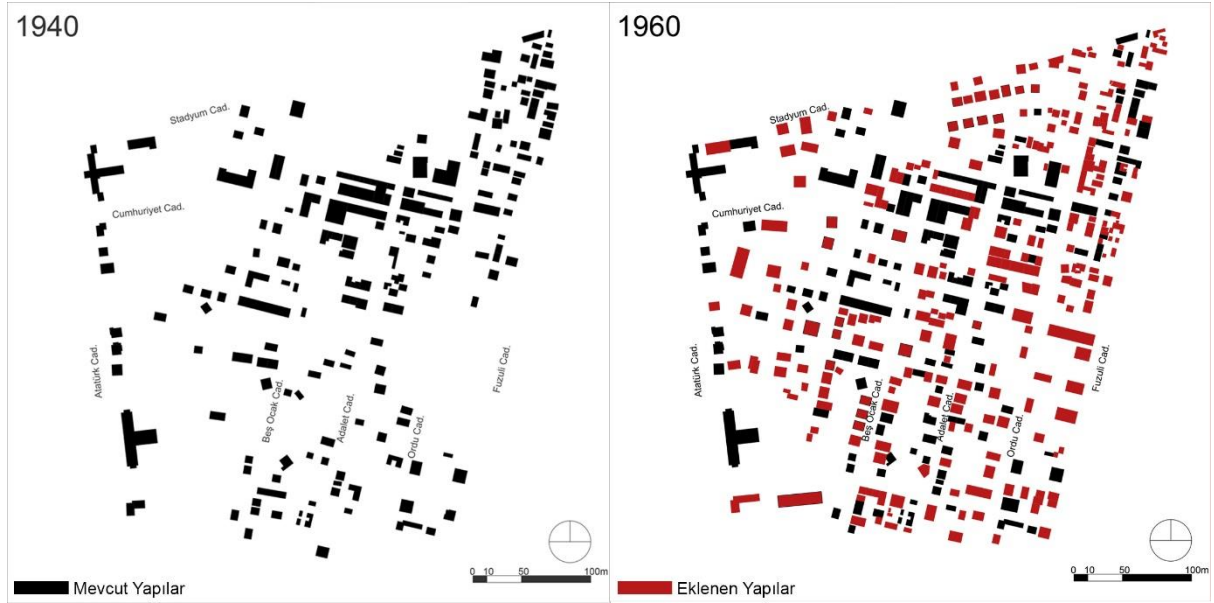 1940
Stadyum Cad.
Cumhuriyet Cad.
Atatürk Cad.
Beş Ocak Cad.
Adalet Cad.
Ordu Cad.
Fuzuli Cad.
0 10 50 100m
Mevcut Yapılar
1960
Stadyum Cad.
Cumhuriyet Cad.
Atatürk Cad.
Beş Ocak Cad.
Adalet Cad.
Ordu Cad.
Fuzuli Cad.
0 10 50 100m
Eklenen Yapılar